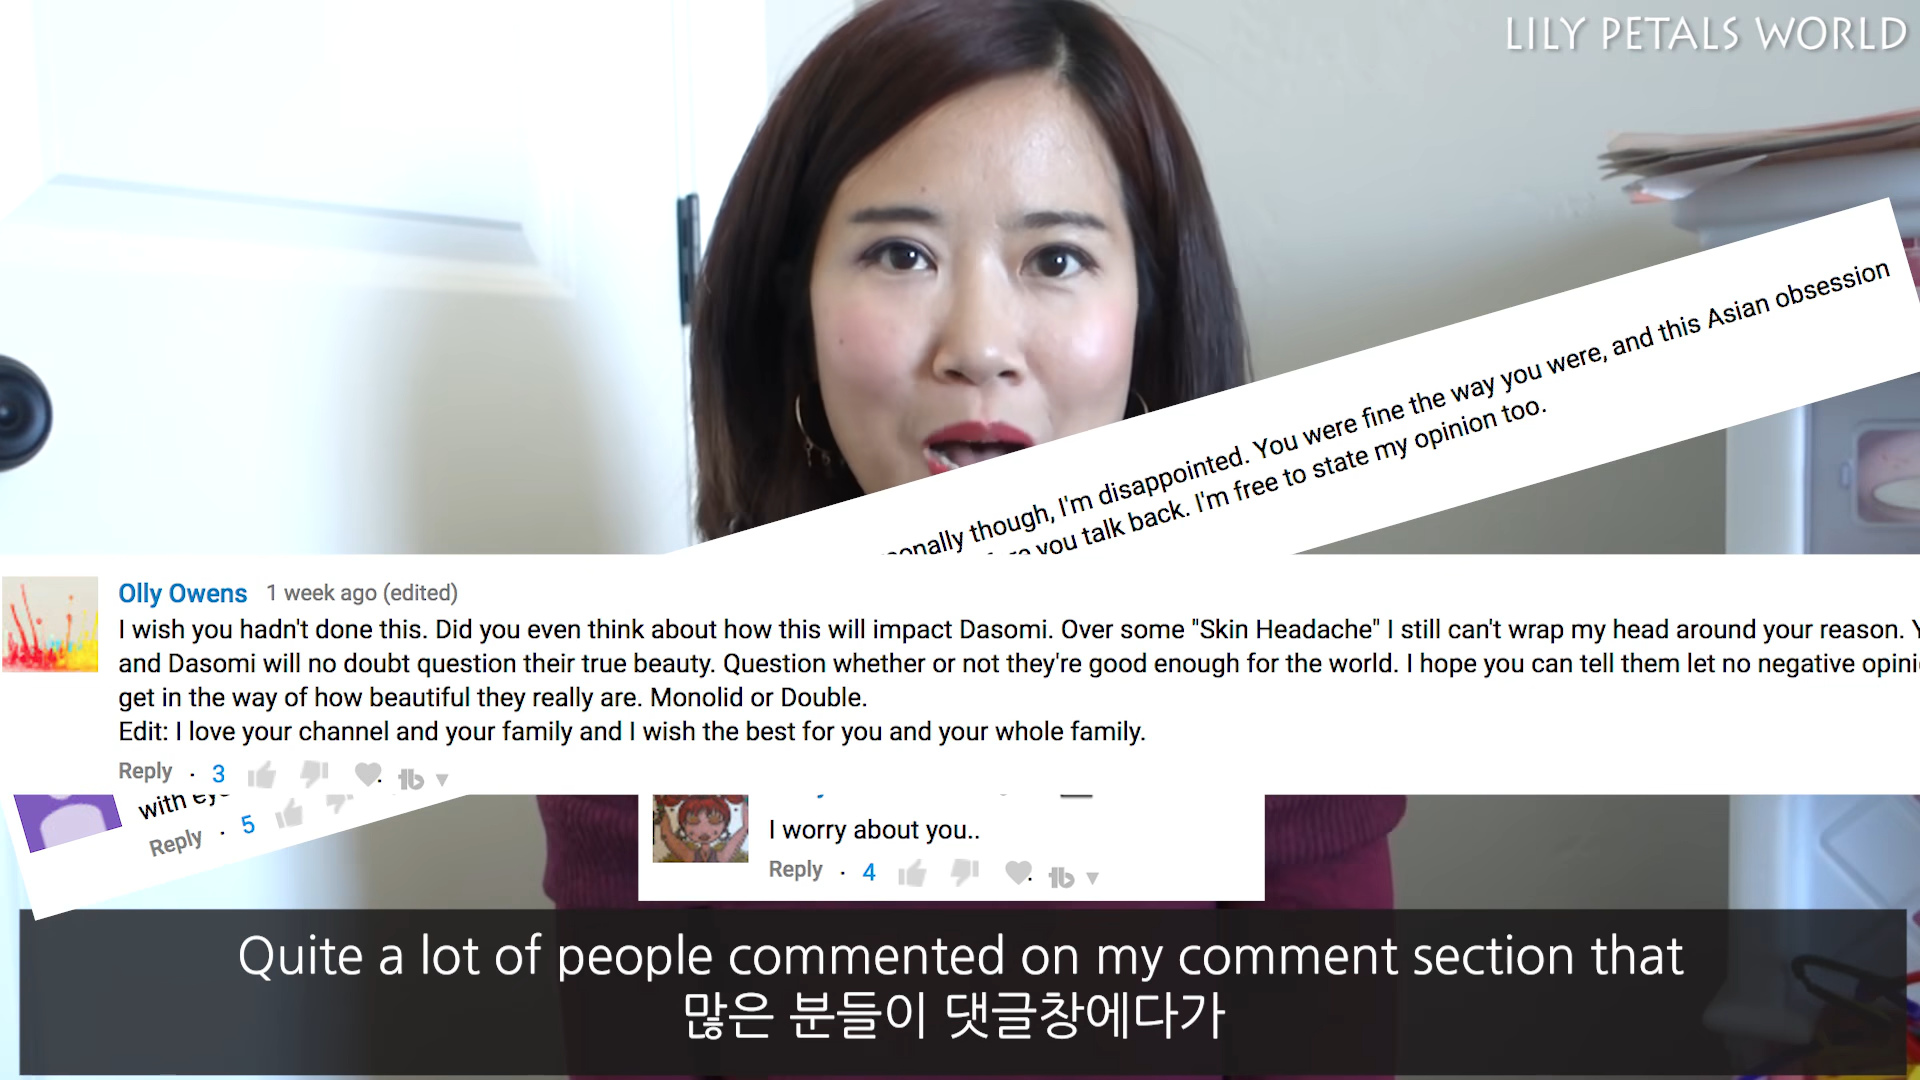 LILY PETALS WORLD
though, I'm disappointed. You were fine the way you were, and this Asian obsession
you talk back. I'm free to state my opinion too.
Olly Owens 1 week ago (edited)
I wish you hadn't done this. Did you even think about how this will impact Dasomi. Over some "Skin Headache" I still can't wrap my head around your reason.
and Dasomi will no doubt question their true beauty. Question whether or not they're good enough for the world. I hope you can tell them let no negative
get in the way of how beautiful they really are. Monolid or Double.
Edit: I love your channel and your family and I wish the best for you and your whole family.
Reply · 3
with
Reply · 5
I worry about you..
Reply · 4
Quite a lot of people commented on my comment section that
많은 분들이 댓글창에다가